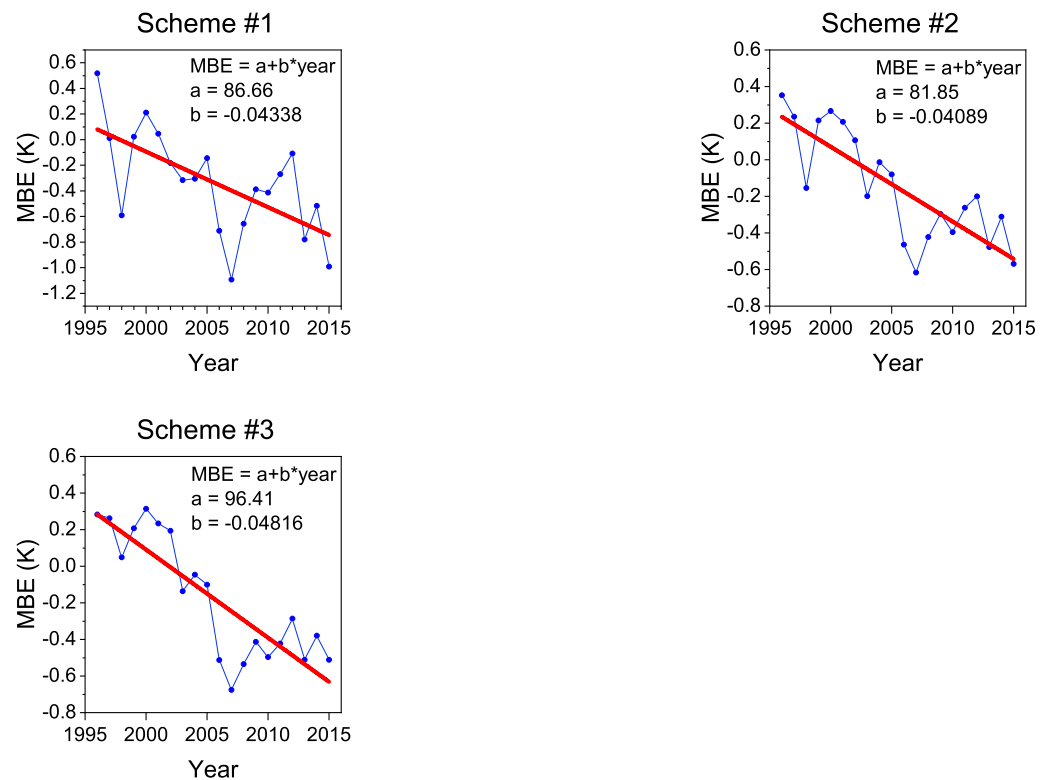 Scheme #1
MBE = a+b*year
a = 86.66
b = -0.04338
0.6
0.4
0.2
0.0
-0.2
-0.4
-0.6
-0.8
-1.0
-1.2
MBE (K)
1995 2000 2005 2010 2015
Year
Scheme #2
MBE = a+b*year
a = 81.85
b = -0.04089
0.6
0.4
0.2
0.0
-0.2
-0.4
-0.6
-0.8
MBE (K)
1995 2000 2005 2010 2015
Year
Scheme #3
MBE = a+b*year
a = 96.41
b = -0.04816
0.6
0.4
0.2
0.0
-0.2
-0.4
-0.6
-0.8
MBE (K)
1995 2000 2005 2010 2015
Year